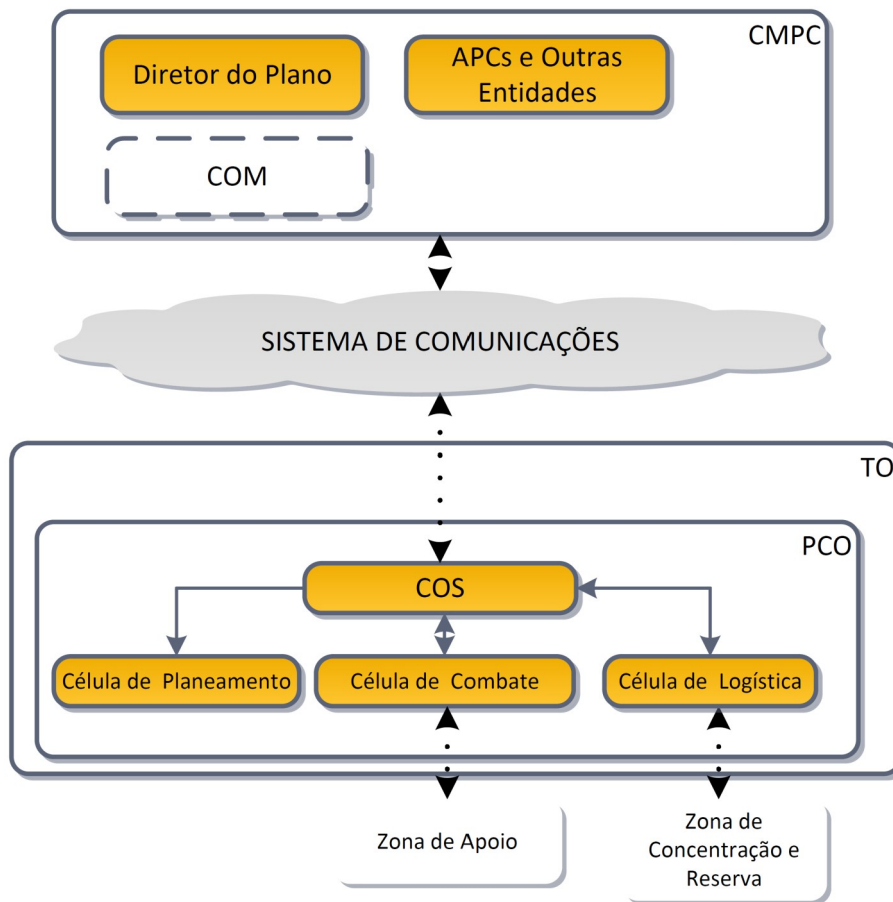 CMPC
Diretor do Plano
APCs e Outras
Entidades
COM
SISTEMA DE COMUNICAÇÕES
TO
PCO
COS
Célula de Planeamento
Célula de Combate
Célula de Logística
Zona de Apoio
Zona de
Concentração e
Reserva